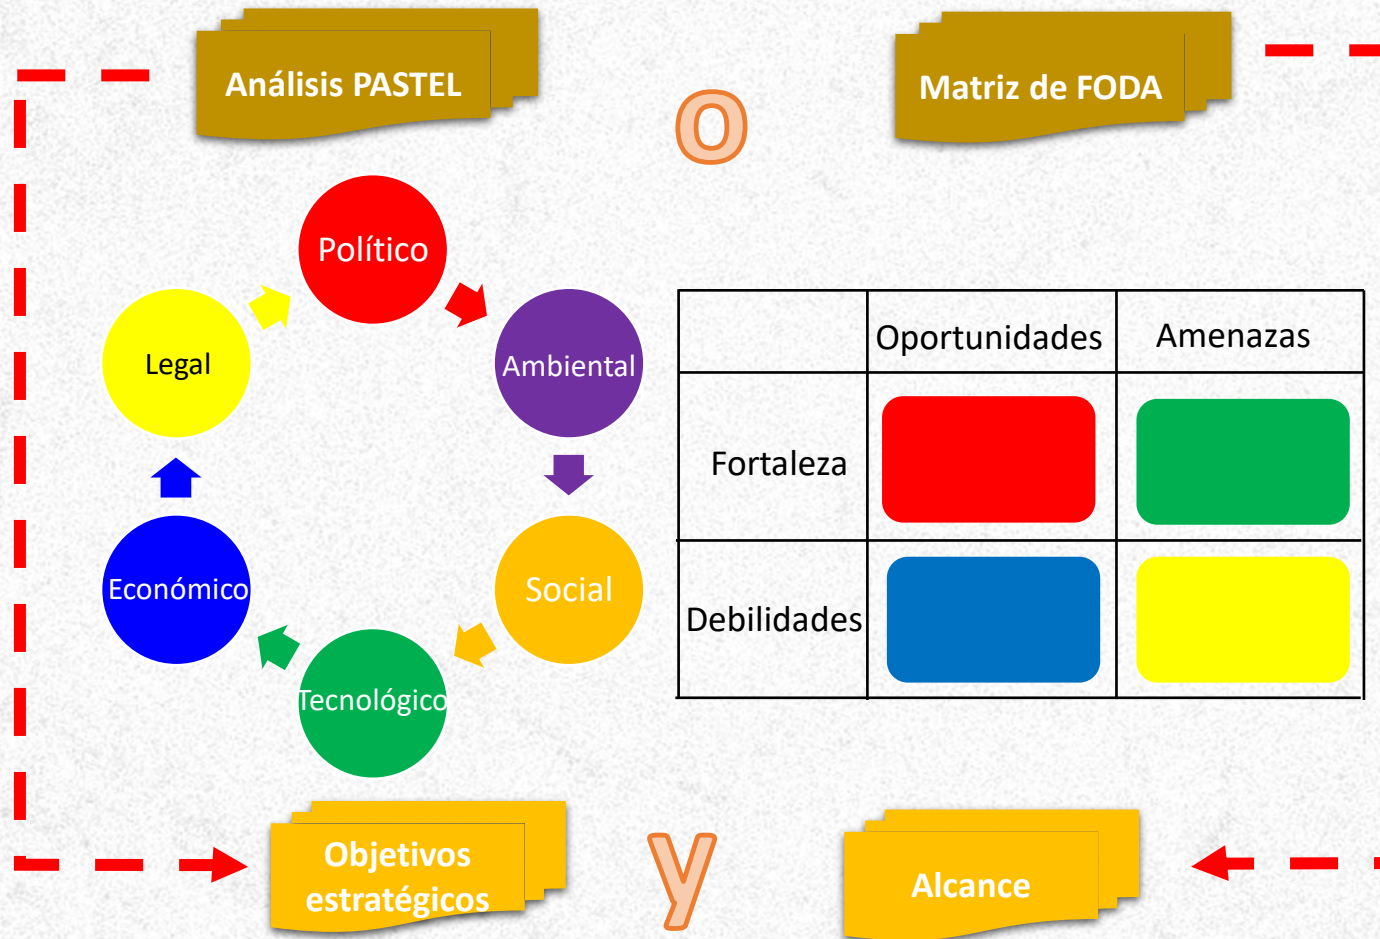 Análisis PASTEL
o
Matriz de FODA
Político
Ambiental
Social
Tecnológico
Económico
Legal
Oportunidades
Amenazas
Fortaleza
Debilidades
Objetivos
estratégicos
y
Alcance